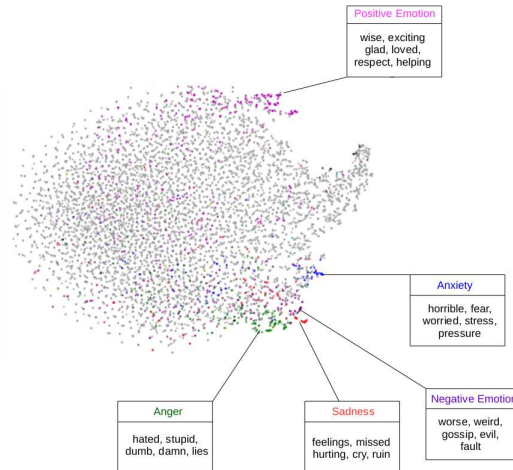 Positive Emotion
wise, exciting
glad, loved,
respect, helping
Anxiety
horrible, fear,
worried, stress,
pressure
Negative Emotion
worse, weird,
gossip, evil,
fault
Anger
hated, stupid,
dumb, damn, lies
Sadness
feelings, missed
hurting, cry, ruin